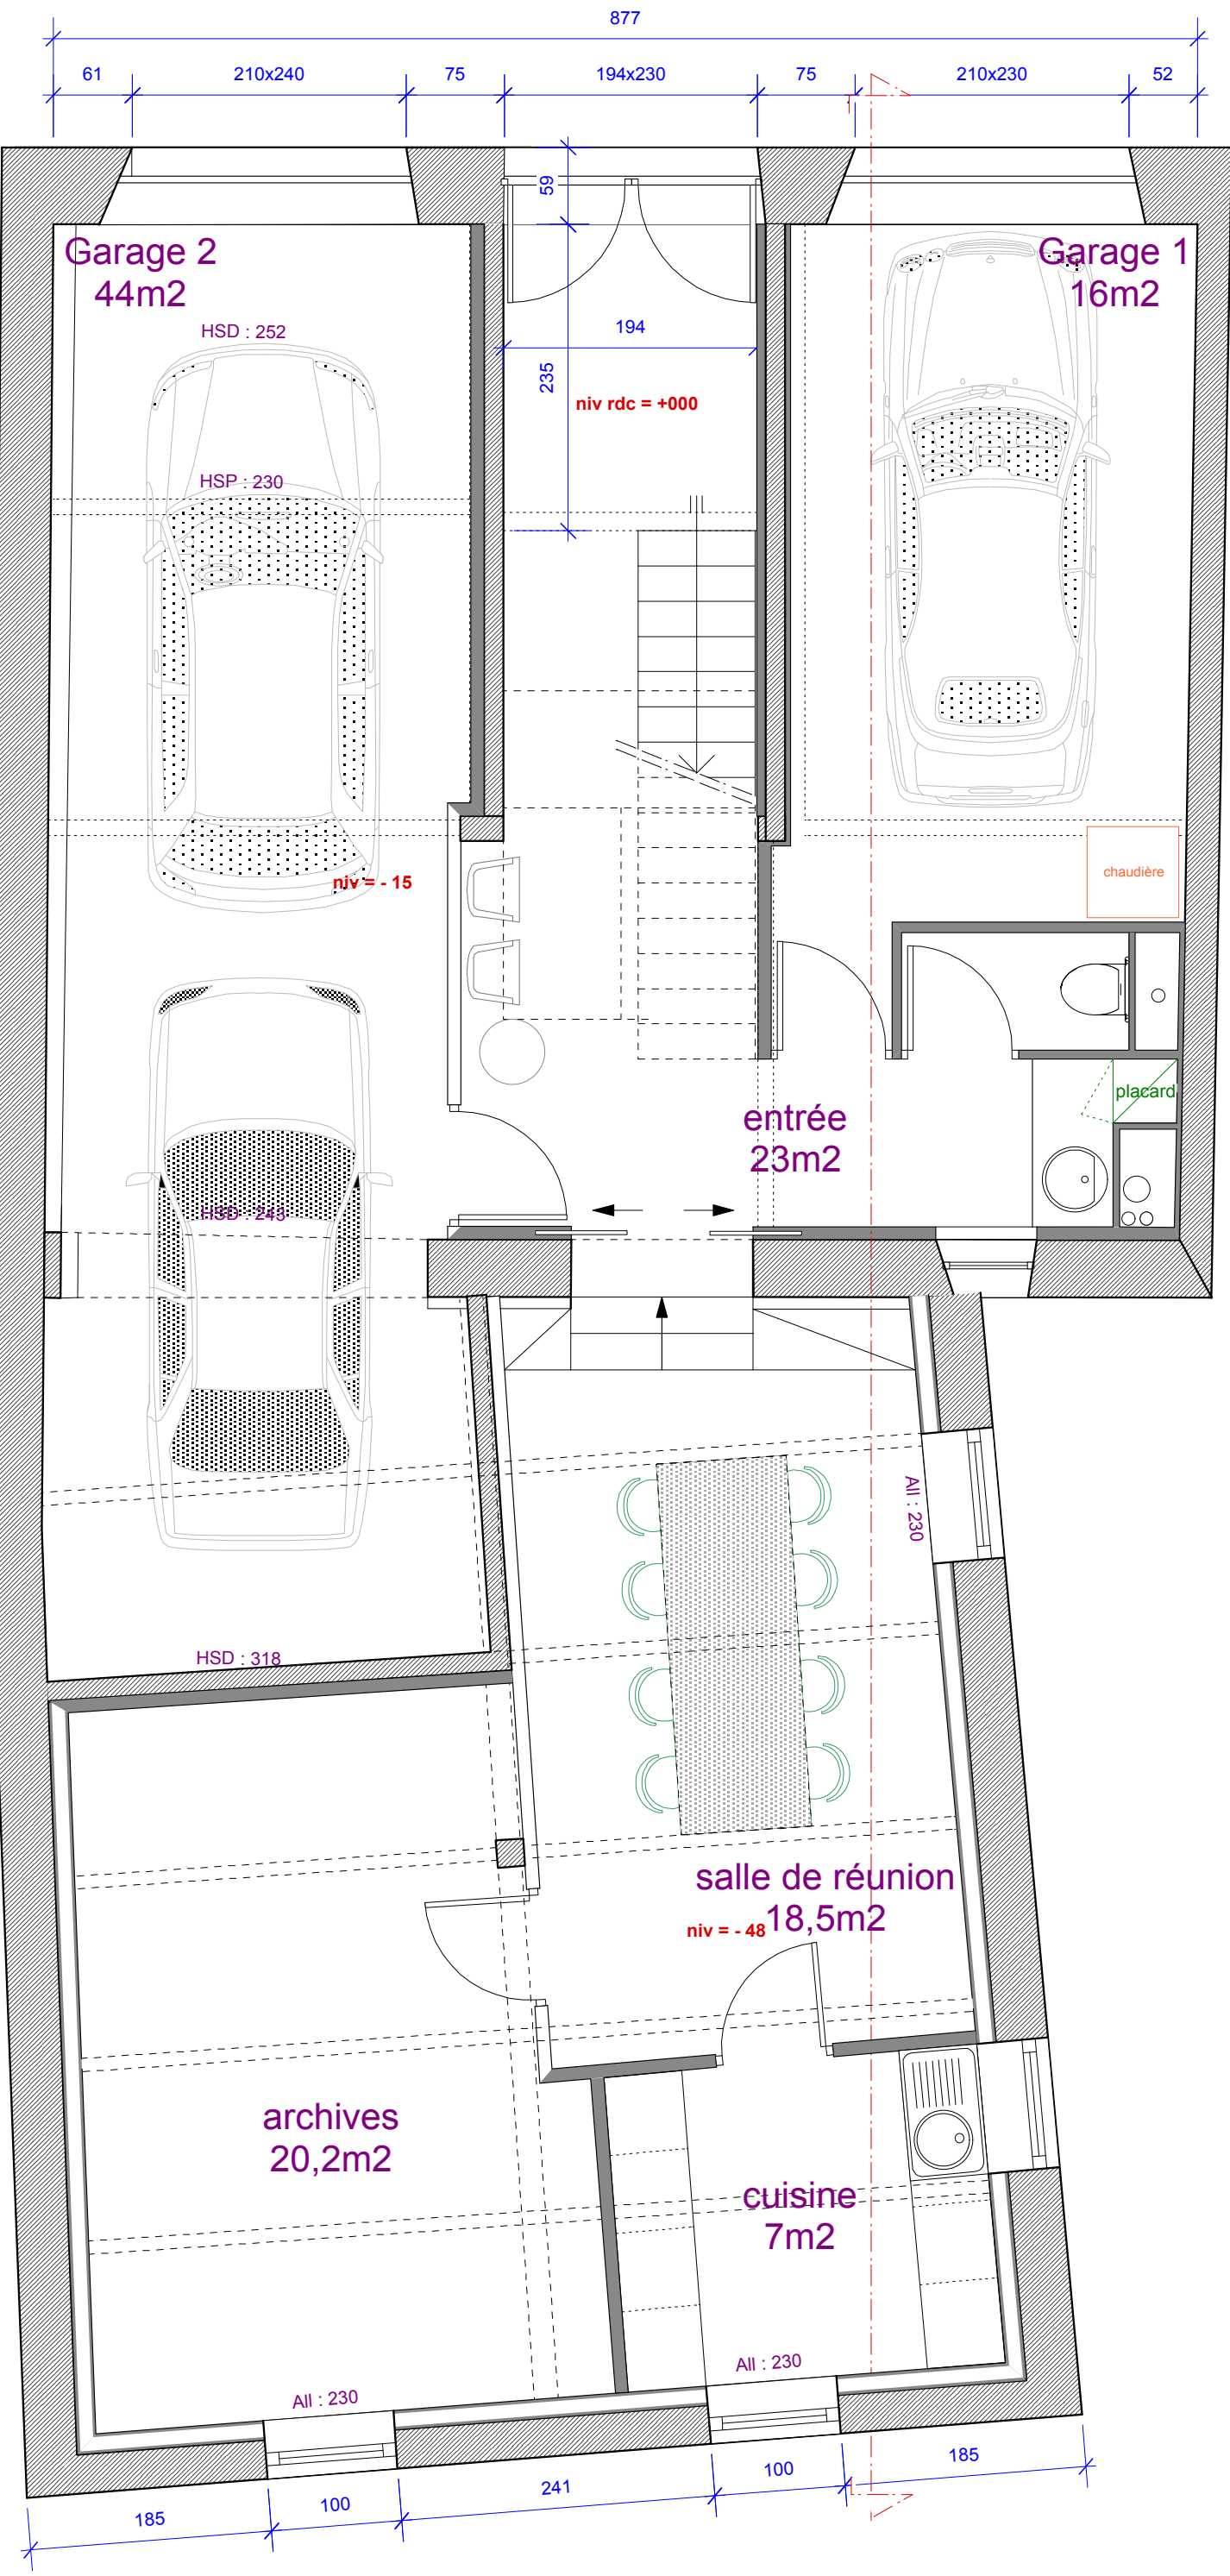 877
61
210x240
75
194x230
75
210x230
52
59
Garage 2
44m2
Garage 1
16m2
HSD : 252
194
235
niv rdc = +000
HSP : 230
chaudière
niv = - 15
placard
entrée
23m2
HSD : 243
All : 230
HSD : 318
salle de réunion
18,5m2
niv = - 48
archives
20,2m2
cuisine
7m2
All : 230
All : 230
185
100
241
100
185